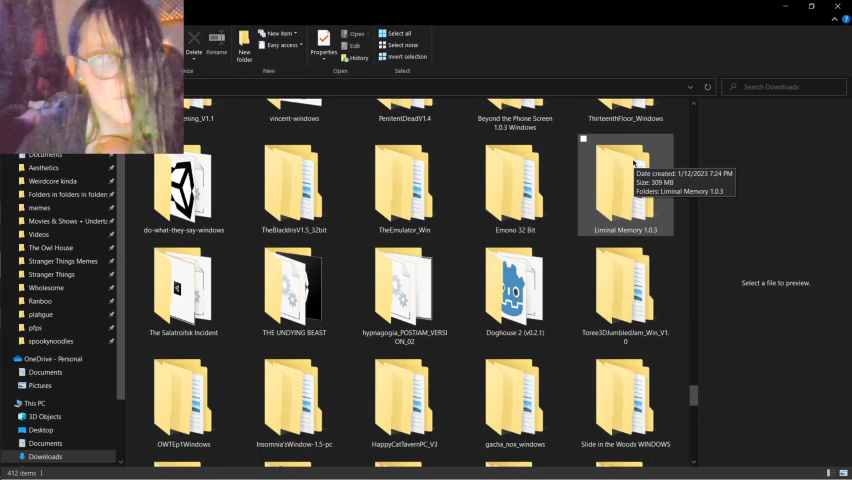 New item
Open
Select all
Easy access
Edit
Select none
Delete
Rename
New
folder
Properties
History
Invert selection
New
Open
Select
Search Downloads
vincent-windows
PenitentDeadV1.4
Beyond the Phone Screen
1.0.3 Windows
ThirteenthFloor_Windows
Date created: 1/12/2023 7:24 PM
Size: 309 MB
Folders: Liminal Memory 1.0.3
do-what-they-say-windows
TheBlackIrisV1.5_32bit
TheEmulator_Win
Emono 32 Bit
Liminal Memory 1.0.3
The Salatroitsk Incident
THE UNDYING BEAST
hypnagogia_POSTJAM_VERSI
ON_02
Doghouse 2 (v0.2.1)
Toree3DJumbledJam_Win_V1.
0
OWTEp1Windows
Insomnia'sWindow-1.5-pc
HappyCatTavernPC_V3
gacha_nox_windows
Slide in the Woods WINDOWS
Select a file to preview.
Documents
Aesthetics
Weirdcore kinda
Folders in folders in folders
memes
Movies & Shows + Underta
Videos
The Owl House
Stranger Things Memes
Stranger Things
Wholesome
Ranboo
plahgue
pfps
spookynoodles
OneDrive - Personal
Documents
Pictures
This PC
3D Objects
Desktop
Documents
Downloads
412 items